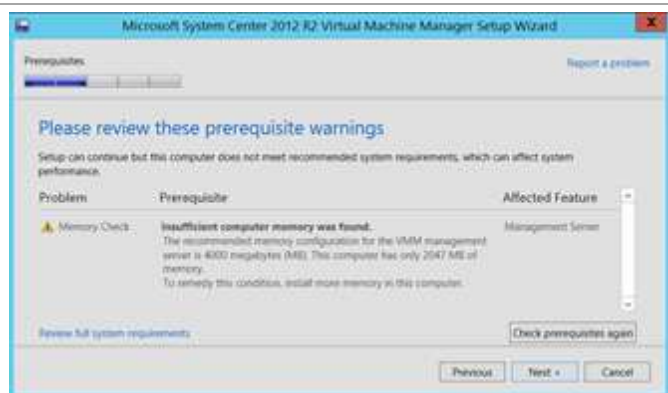 Microsoft System Center 2012 R2 Virtual Machine Manager Setup Wizard
Prerequisites
Report a problem
Please review these prerequisite warnings
Setup can continue but this computer does not meet recommended system requirements, which can affect system
performance.
Problem Prerequisite Affected Feature
Memory Check Insufficient computer memory was found. Management Server
The recommended memory configuration for the VMM management
server is 4000 megabytes (MB). This computer has only 2047 MB of
memory.
To remedy this condition, install more memory in this computer.
Review full system requirements
Check prerequisites again
Previous Next Cancel